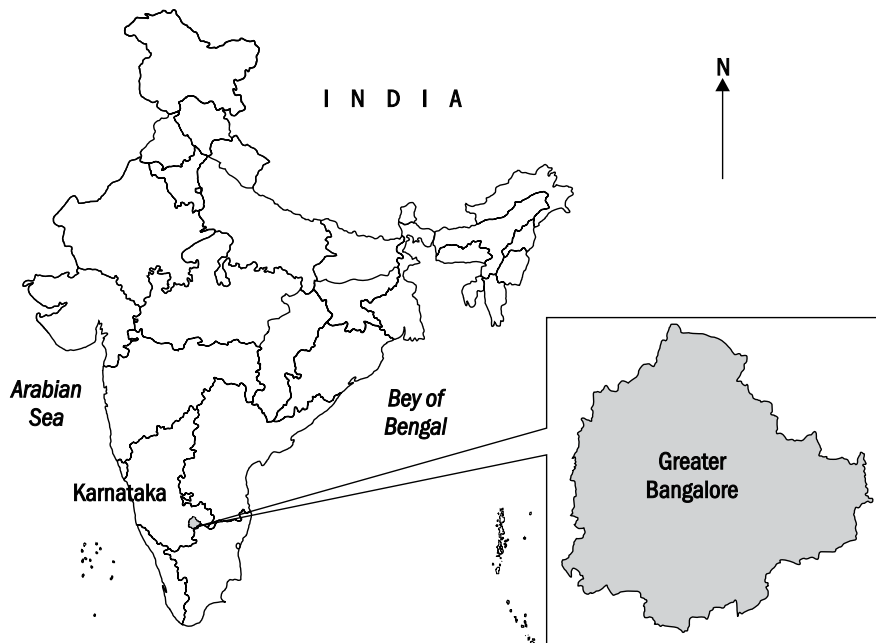 I N D I A
N
Arabian
Sea
Bey of
Bengal
Karnataka
Greater
Bangalore